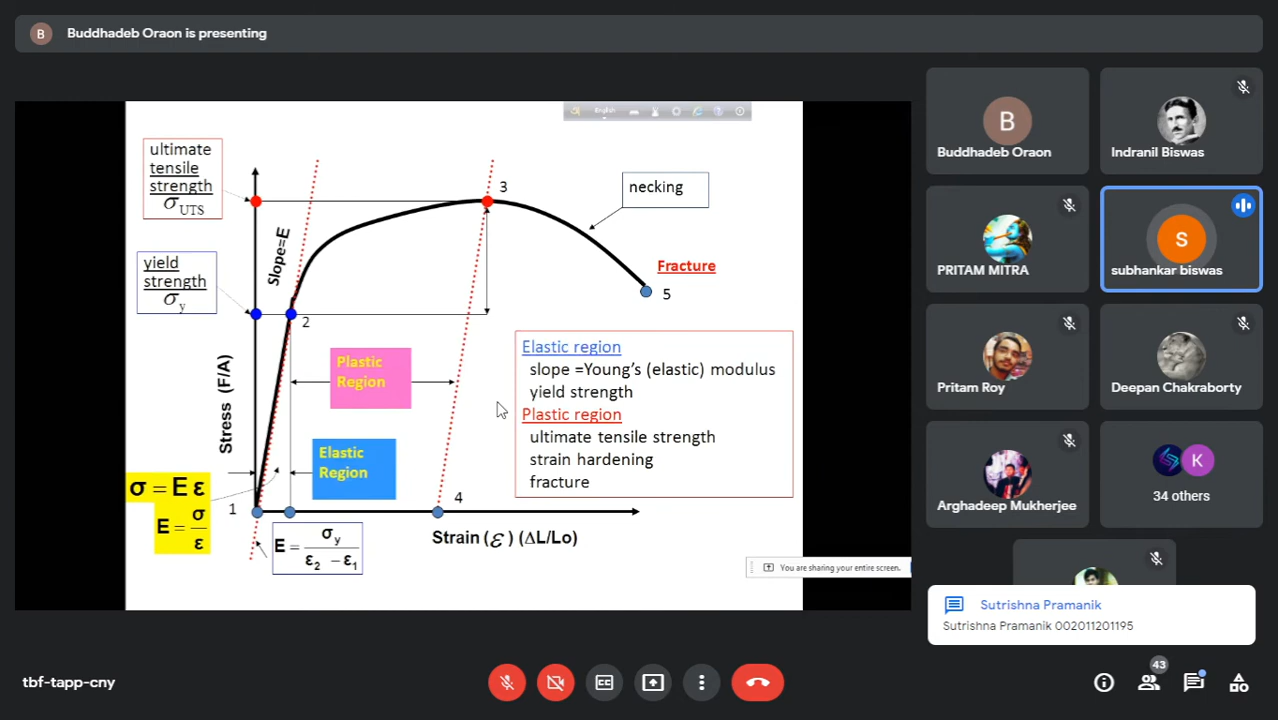 B
Buddhadeb Oraon is presenting
English
ultimate
tensile
strength
σUTS
3
necking
Slope=E
yield
strength
σy
Fracture
5
2
Plastic
Region
Elastic region
slope =Young's (elastic) modulus
yield strength
Plastic region
ultimate tensile strength
strain hardening
fracture
Stress (F/A)
Elastic
Region
σ = E ε
E = σ/ε
1
4
E = σy / (ε2 − ε1)
Strain (ε) (ΔL/Lo)
You are sharing your entire screen.
B
Buddhadeb Oraon
Indranil Biswas
PRITAM MITRA
S
subhankar biswas
Pritam Roy
Deepan Chakraborty
Arghadeep Mukherjee
K
34 others
Sutrishna Pramanik
Sutrishna Pramanik 002011201195
tbf-tapp-cny
CC
43